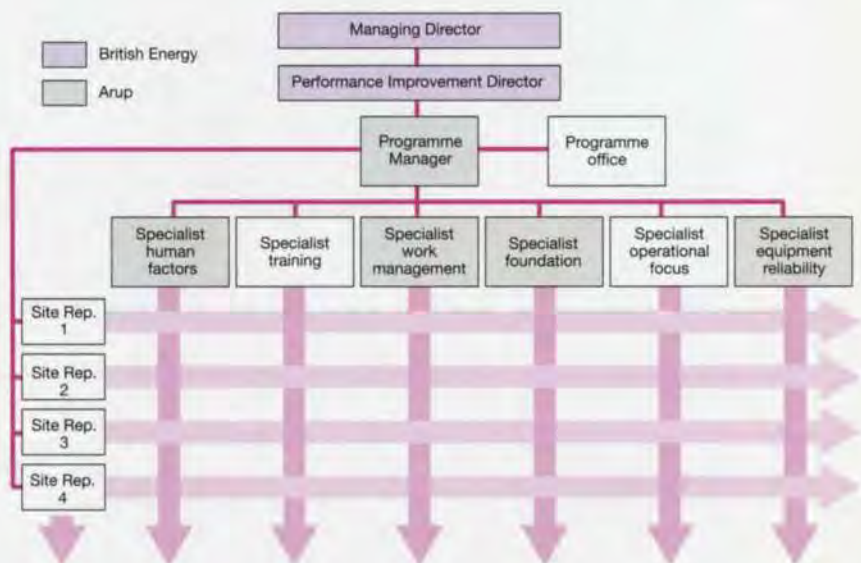 Managing Director
British Energy
Performance Improvement Director
Arup
Programme
Manager
Programme
office
Specialist
human
factors
Specialist
training
Specialist
work
management
Specialist
foundation
Specialist
operational
focus
Specialist
equipment
reliability
Site Rep.
1
Site Rep.
2
Site Rep.
3
Site Rep.
4